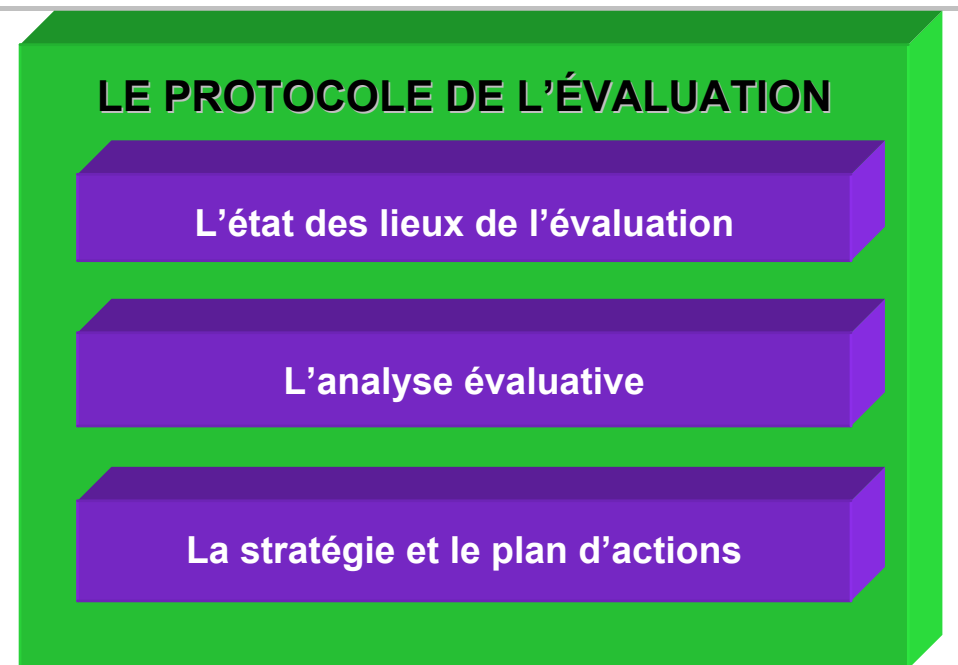 LE PROTOCOLE DE L’ÉVALUATION
L’état des lieux de l’évaluation
L’analyse évaluative
La stratégie et le plan d’actions